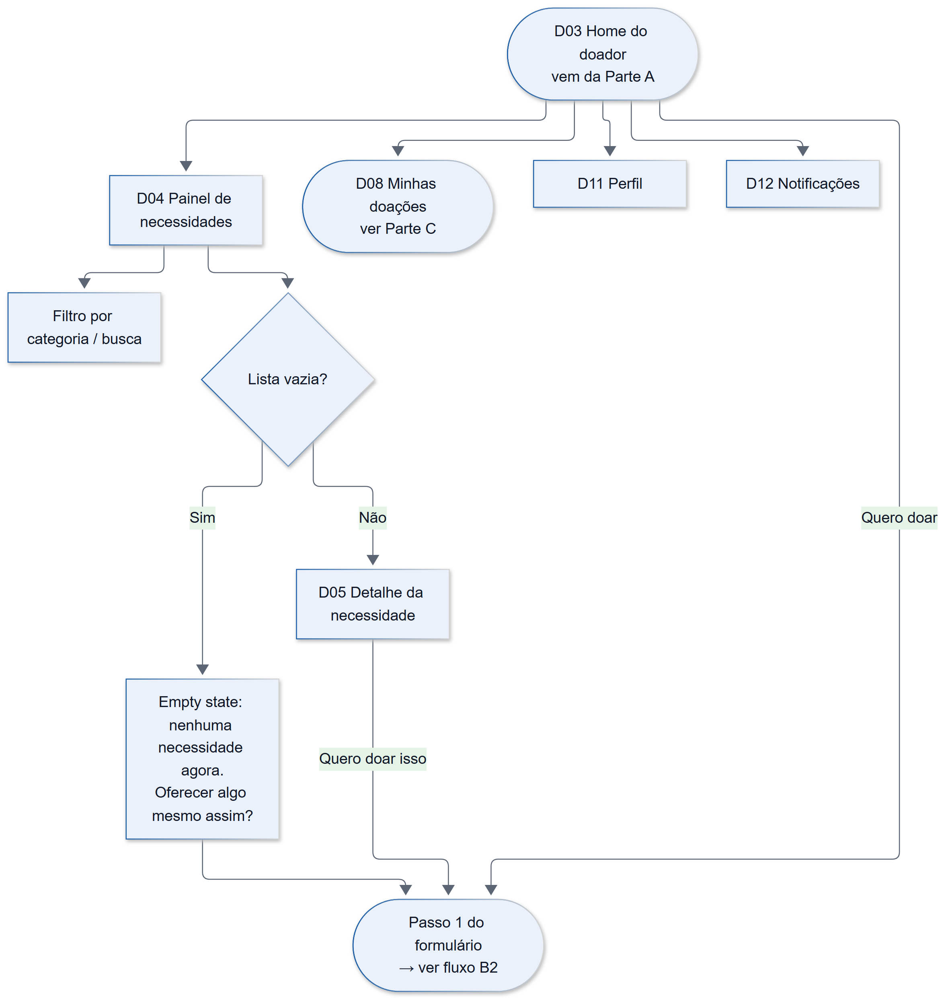 D03 Home do
doador
vem da Parte A
D04 Painel de
necessidades
D08 Minhas
doações
ver Parte C
D11 Perfil
D12 Notificações
Filtro por
categoria / busca
Lista vazia?
Sim
Não
Quero doar
D05 Detalhe da
necessidade
Empty state:
nenhuma
necessidade
agora.
Oferecer algo
mesmo assim?
Quero doar isso
Passo 1 do
formulário
→ ver fluxo B2